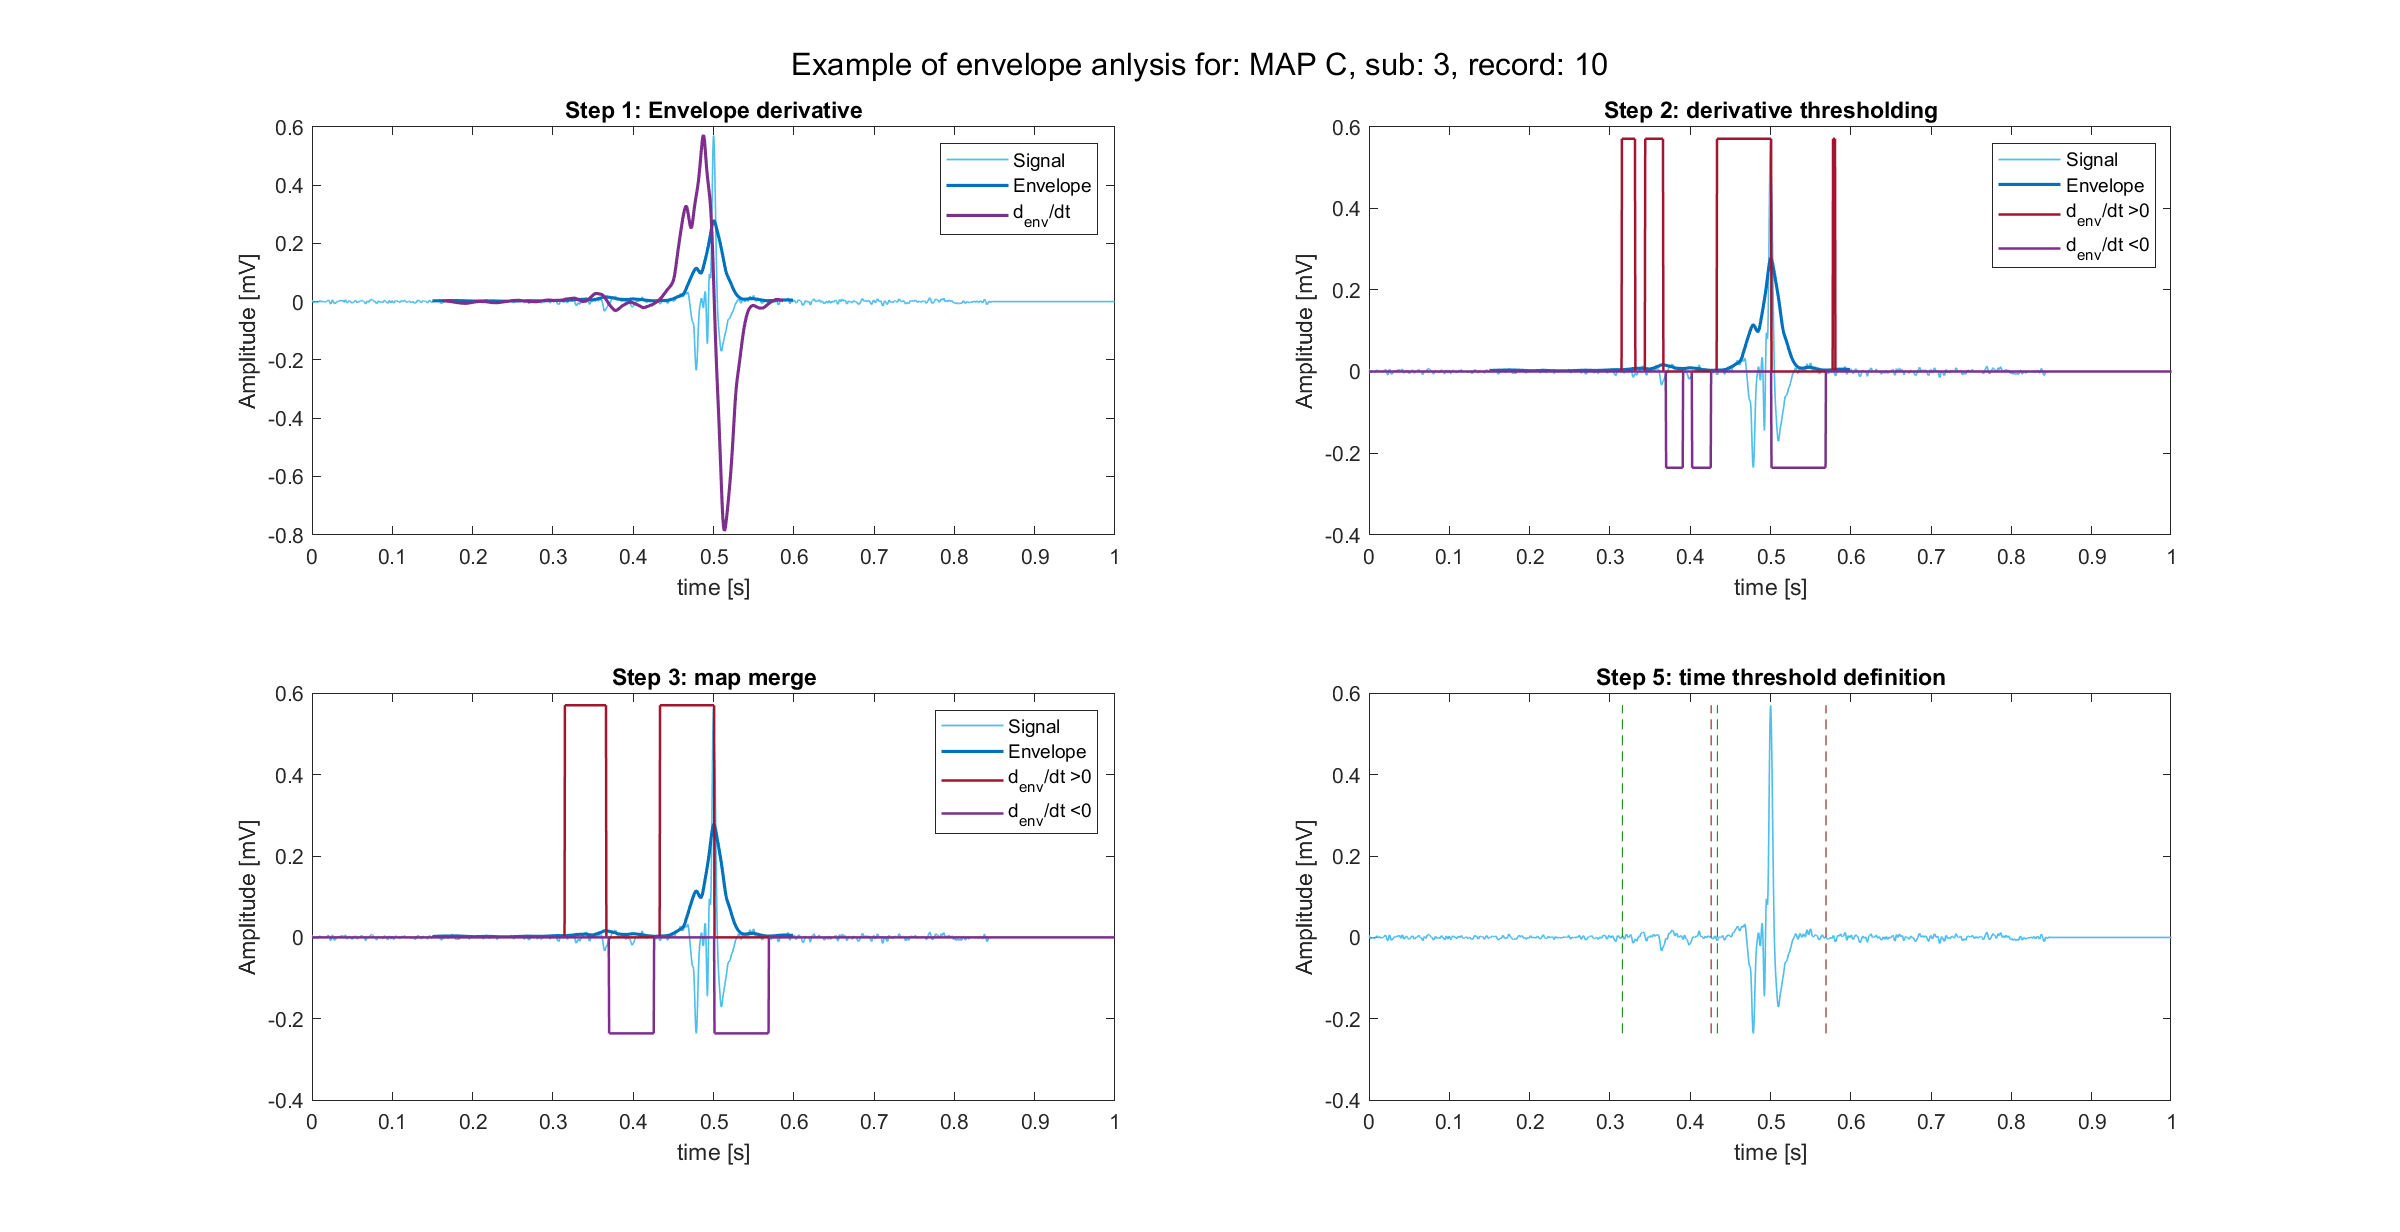 Example of envelope anlysis for: MAP C, sub: 3, record: 10
Step 1: Envelope derivative
Amplitude [mV]
0.6
0.4
0.2
0
-0.2
-0.4
-0.6
-0.8
0 0.1 0.2 0.3 0.4 0.5 0.6 0.7 0.8 0.9 1
time [s]
Signal
Envelope
d_env/dt
Step 2: derivative thresholding
Amplitude [mV]
0.6
0.4
0.2
0
-0.2
-0.4
0 0.1 0.2 0.3 0.4 0.5 0.6 0.7 0.8 0.9 1
time [s]
Signal
Envelope
d_env/dt >0
d_env/dt <0
Step 3: map merge
Amplitude [mV]
0.6
0.4
0.2
0
-0.2
-0.4
0 0.1 0.2 0.3 0.4 0.5 0.6 0.7 0.8 0.9 1
time [s]
Signal
Envelope
d_env/dt >0
d_env/dt <0
Step 5: time threshold definition
Amplitude [mV]
0.6
0.4
0.2
0
-0.2
-0.4
0 0.1 0.2 0.3 0.4 0.5 0.6 0.7 0.8 0.9 1
time [s]